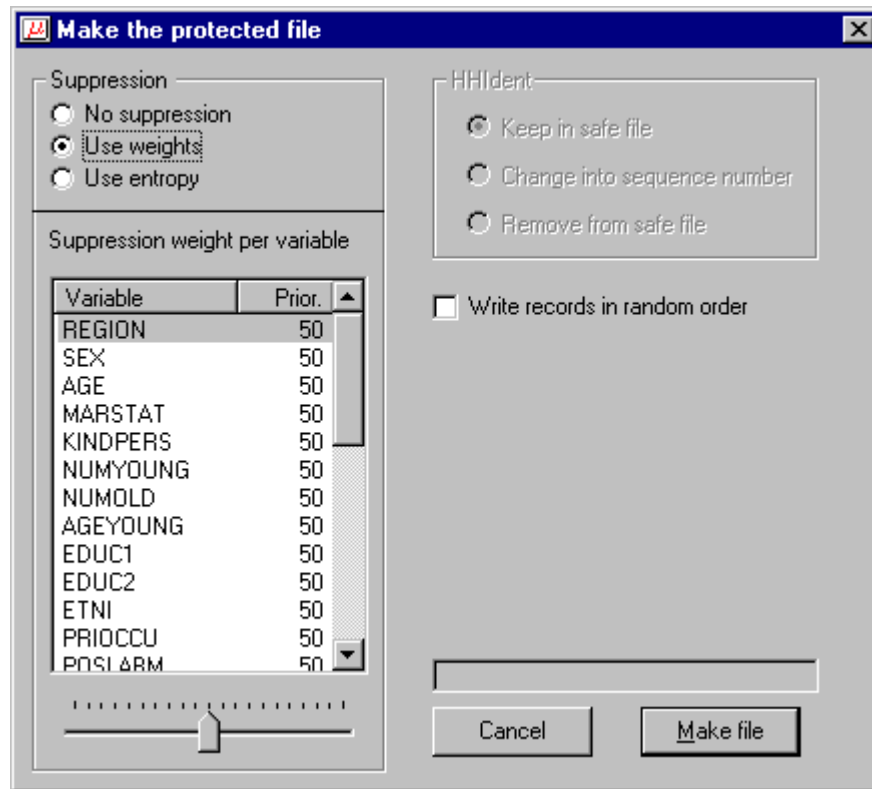 μ Make the protected file
Suppression
No suppression
Use weights
Use entropy
Suppression weight per variable
Variable Prior.
REGION 50
SEX 50
AGE 50
MARSTAT 50
KINDPERS 50
NUMYOUNG 50
NUMOLD 50
AGEYOUNG 50
EDUC1 50
EDUC2 50
ETNI 50
PRIOCCU 50
POSLABM 50
HHIdent
Keep in safe file
Change into sequence number
Remove from safe file
Write records in random order
Cancel
Make file